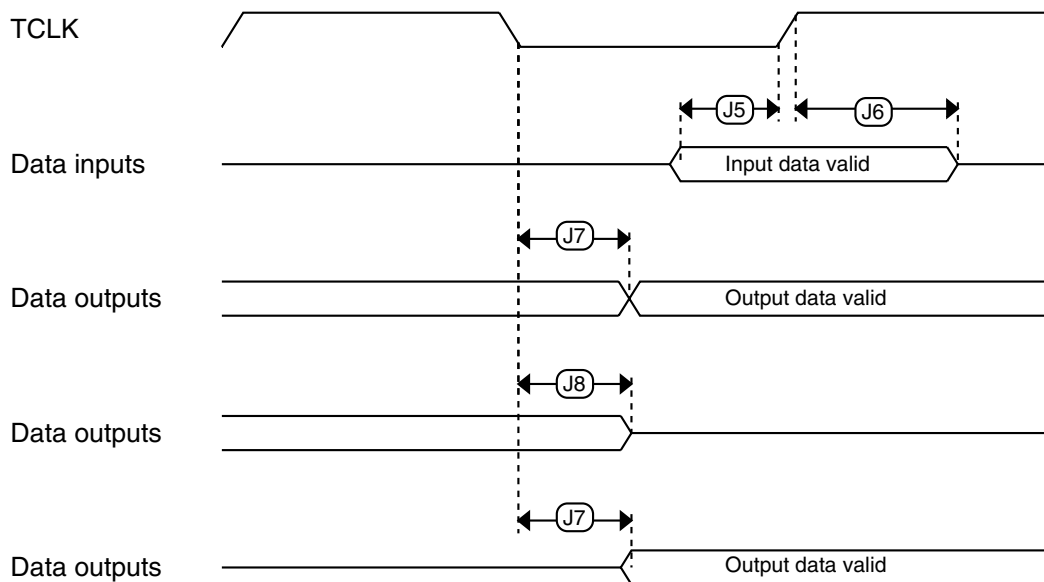 TCLK
J5
J6
Data inputs
Input data valid
J7
Data outputs
Output data valid
J8
Data outputs
J7
Data outputs
Output data valid